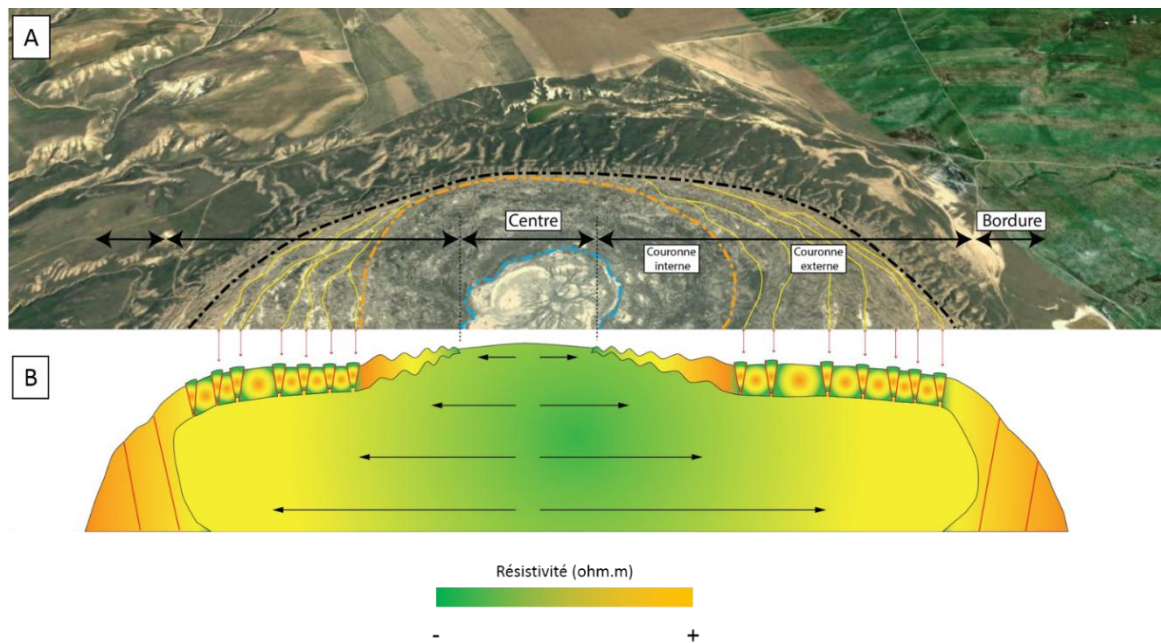 A
Centre
Bordure
Couronne
interne
Couronne
externe
B
Résistivité (ohm.m)
- +